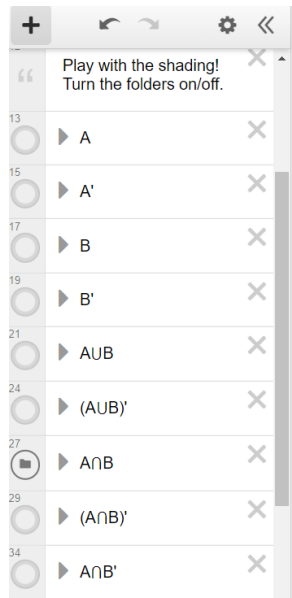 Play with the shading!
Turn the folders on/off.
13
A
15
A'
17
B
19
B'
21
A∪B
24
(A∪B)'
27
A∩B
29
(A∩B)'
34
A∩B'